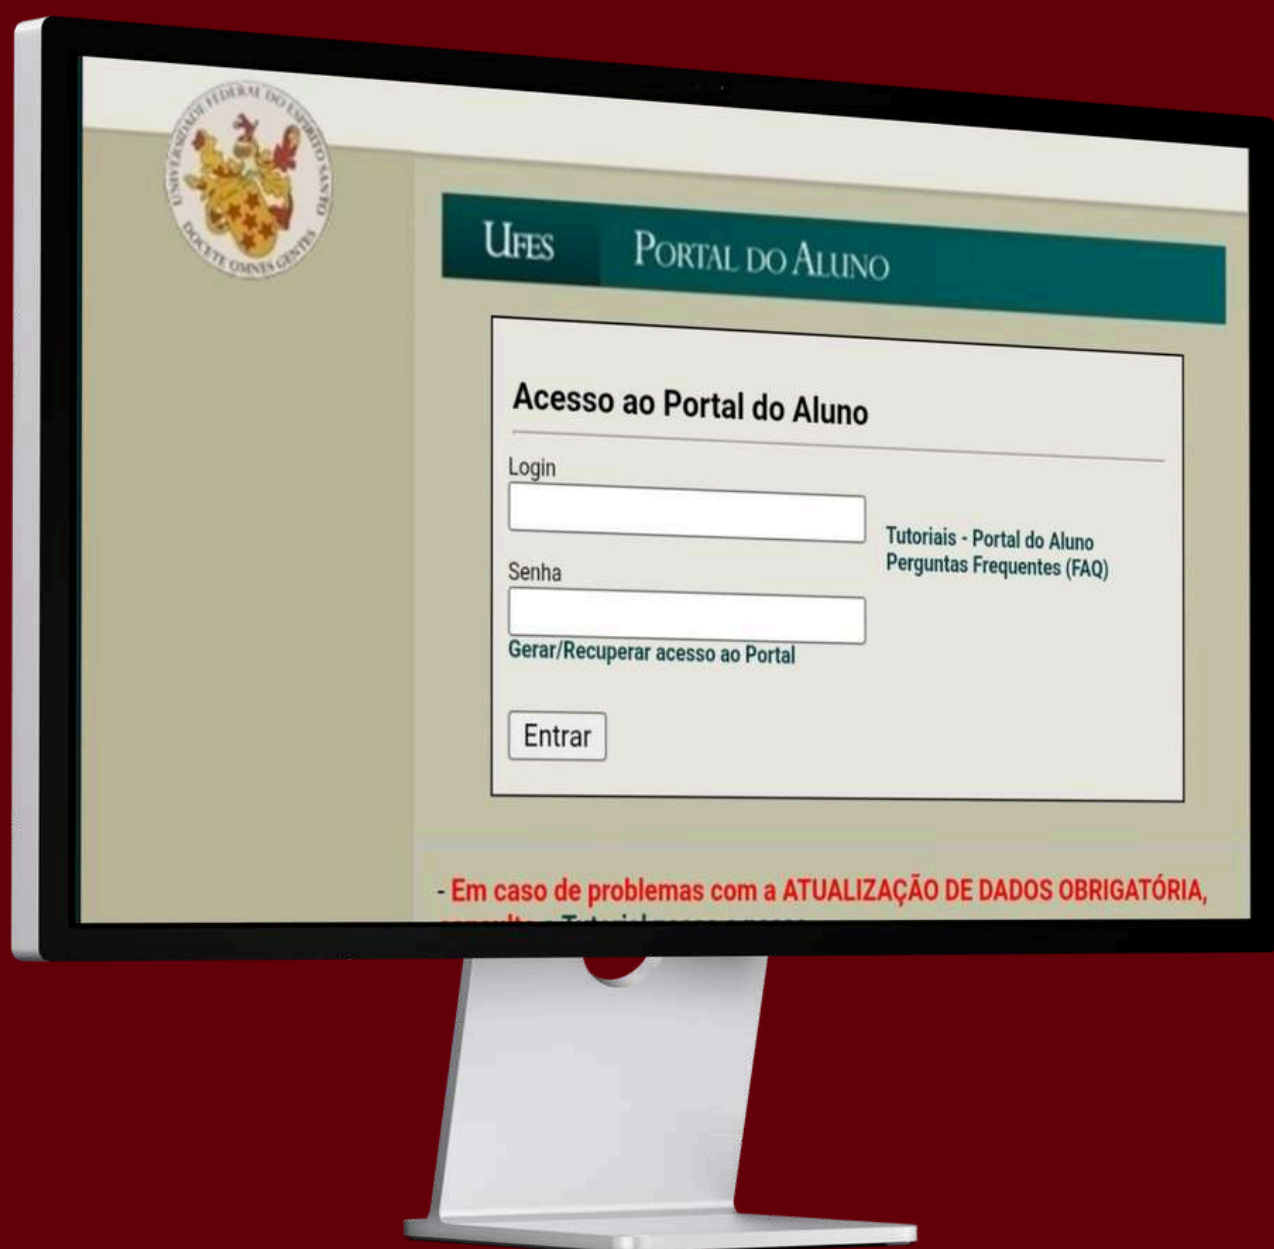 UNIVERSIDADE FEDERAL DO ESPIRITO SANTO
DOCETE OMNES GENTES
UFES PORTAL DO ALUNO
Acesso ao Portal do Aluno
Login
Tutoriais - Portal do Aluno
Perguntas Frequentes (FAQ)
Senha
Gerar/Recuperar acesso ao Portal
Entrar
- Em caso de problemas com a ATUALIZAÇÃO DE DADOS OBRIGATÓRIA,